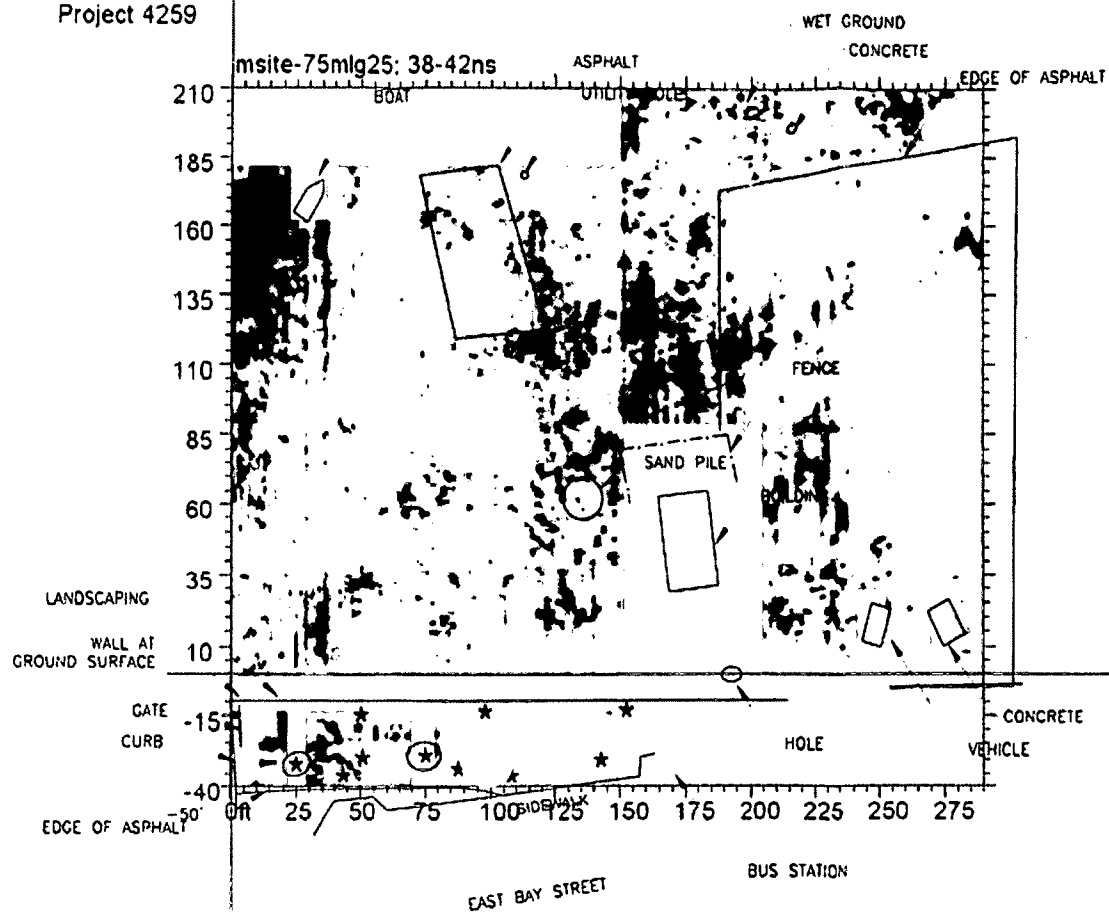 Project 4259
WET GROUND
CONCRETE
msite-75mlg25: 38-42ns
ASPHALT
EDGE OF ASPHALT
BOAT
210
185
160
135
110
FENCE
85
SAND PILE
60
35
LANDSCAPING
WALL AT
GROUND SURFACE
10
GATE
-15
CONCRETE
CURB
HOLE
VEHICLE
-40
-50'
0ft 25 50 75 100 125 150 175 200 225 250 275
SIDEWALK
EDGE OF ASPHALT
BUS STATION
EAST BAY STREET